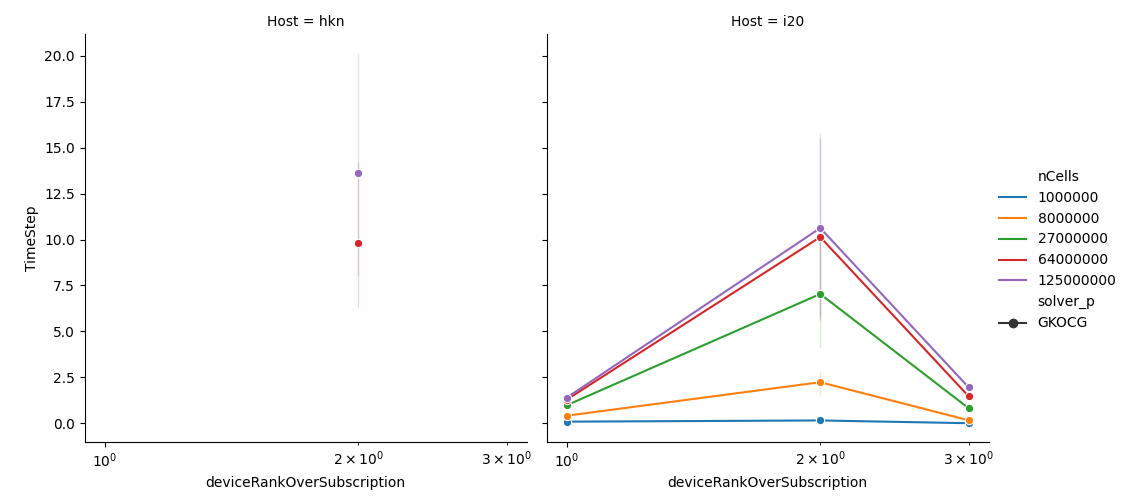 Host = hkn
Host = i20
20.0
17.5
15.0
12.5
10.0
7.5
5.0
2.5
0.0
TimeStep
10⁰
2 × 10⁰
3 × 10⁰
10⁰
2 × 10⁰
3 × 10⁰
deviceRankOverSubscription
deviceRankOverSubscription
nCells
1000000
8000000
27000000
64000000
125000000
solver_p
GKOCG